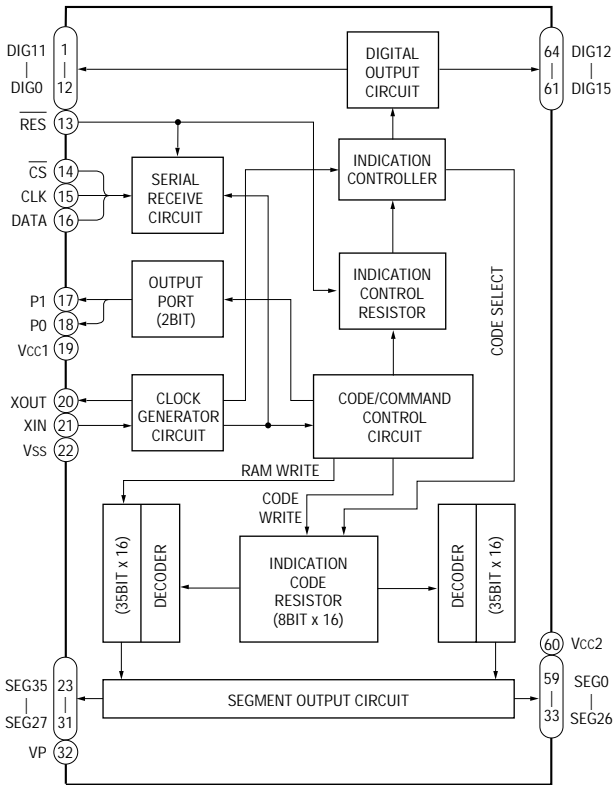 DIG11
DIG0
1
12
DIGITAL
OUTPUT
CIRCUIT
64
61
DIG12
DIG15
RES
13
CS
14
CLK
15
DATA
16
SERIAL
RECEIVE
CIRCUIT
INDICATION
CONTROLLER
P1
17
P0
18
VCC1
19
OUTPUT
PORT
(2BIT)
INDICATION
CONTROL
RESISTOR
CODE SELECT
XOUT
20
XIN
21
VSS
22
CLOCK
GENERATOR
CIRCUIT
CODE/COMMAND
CONTROL
CIRCUIT
RAM WRITE
CODE
WRITE
(35BIT x 16)
DECODER
INDICATION
CODE
RESISTOR
(8BIT x 16)
DECODER
(35BIT x 16)
60
VCC2
SEG35
SEG27
23
31
SEGMENT OUTPUT CIRCUIT
59
33
SEG0
SEG26
VP
32